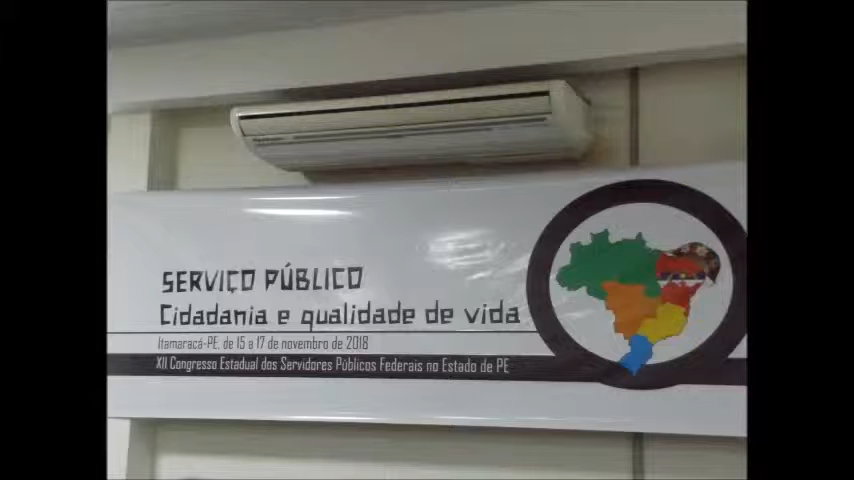 SERVIÇO PÚBLICO
Cidadania e qualidade de vida
Itamaracá-PE, de 15 a 17 de novembro de 2018
XII Congresso Estadual dos Servidores Públicos Federais no Estado de PE